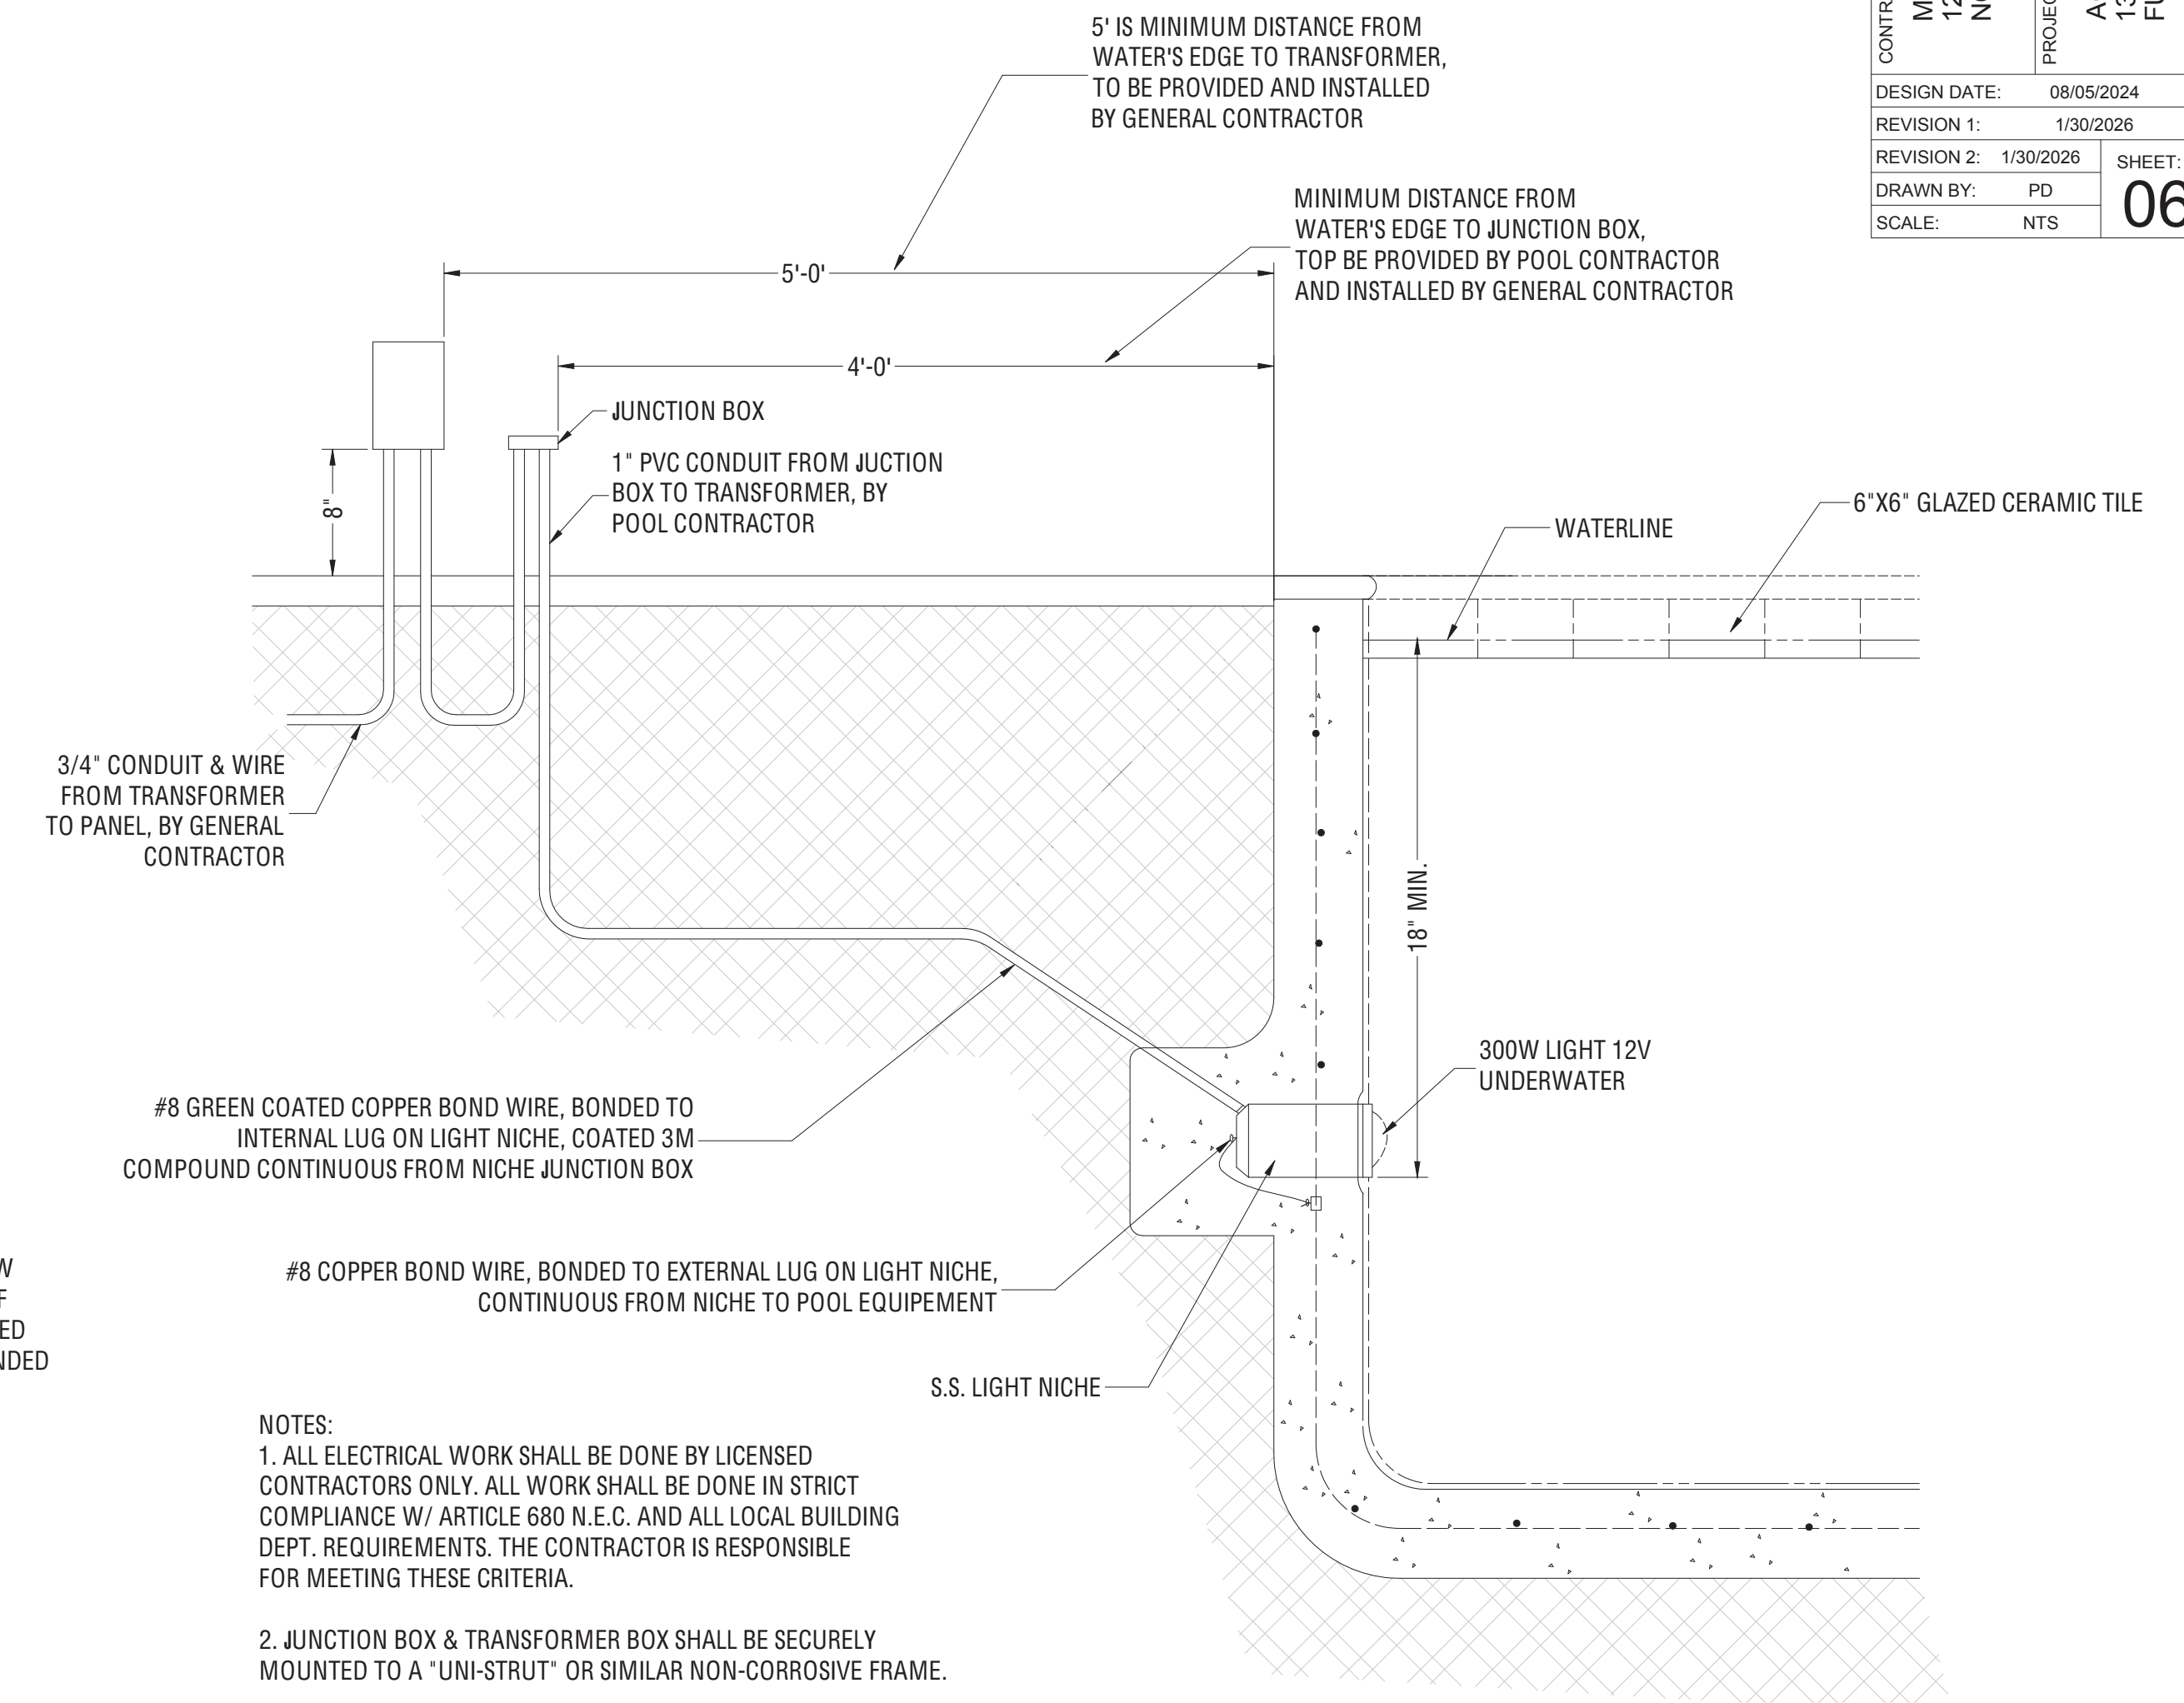 5' IS MINIMUM DISTANCE FROM
WATER'S EDGE TO TRANSFORMER,
TO BE PROVIDED AND INSTALLED
BY GENERAL CONTRACTOR
DESIGN DATE: 08/05/2024
REVISION 1: 1/30/2026
REVISION 2: 1/30/2026
SHEET:
06
DRAWN BY: PD
SCALE: NTS
MINIMUM DISTANCE FROM
WATER'S EDGE TO JUNCTION BOX,
TOP BE PROVIDED BY POOL CONTRACTOR
AND INSTALLED BY GENERAL CONTRACTOR
5'-0'
4'-0'
JUNCTION BOX
1" PVC CONDUIT FROM JUCTION
BOX TO TRANSFORMER, BY
POOL CONTRACTOR
8"
6"X6" GLAZED CERAMIC TILE
WATERLINE
3/4" CONDUIT & WIRE
FROM TRANSFORMER
TO PANEL, BY GENERAL
CONTRACTOR
18" MIN.
300W LIGHT 12V
UNDERWATER
#8 GREEN COATED COPPER BOND WIRE, BONDED TO
INTERNAL LUG ON LIGHT NICHE, COATED 3M
COMPOUND CONTINUOUS FROM NICHE JUNCTION BOX
#8 COPPER BOND WIRE, BONDED TO EXTERNAL LUG ON LIGHT NICHE,
CONTINUOUS FROM NICHE TO POOL EQUIPEMENT
S.S. LIGHT NICHE
NOTES:
1. ALL ELECTRICAL WORK SHALL BE DONE BY LICENSED
CONTRACTORS ONLY. ALL WORK SHALL BE DONE IN STRICT
COMPLIANCE W/ ARTICLE 680 N.E.C. AND ALL LOCAL BUILDING
DEPT. REQUIREMENTS. THE CONTRACTOR IS RESPONSIBLE
FOR MEETING THESE CRITERIA.
2. JUNCTION BOX & TRANSFORMER BOX SHALL BE SECURELY
MOUNTED TO A "UNI-STRUT" OR SIMILAR NON-CORROSIVE FRAME.